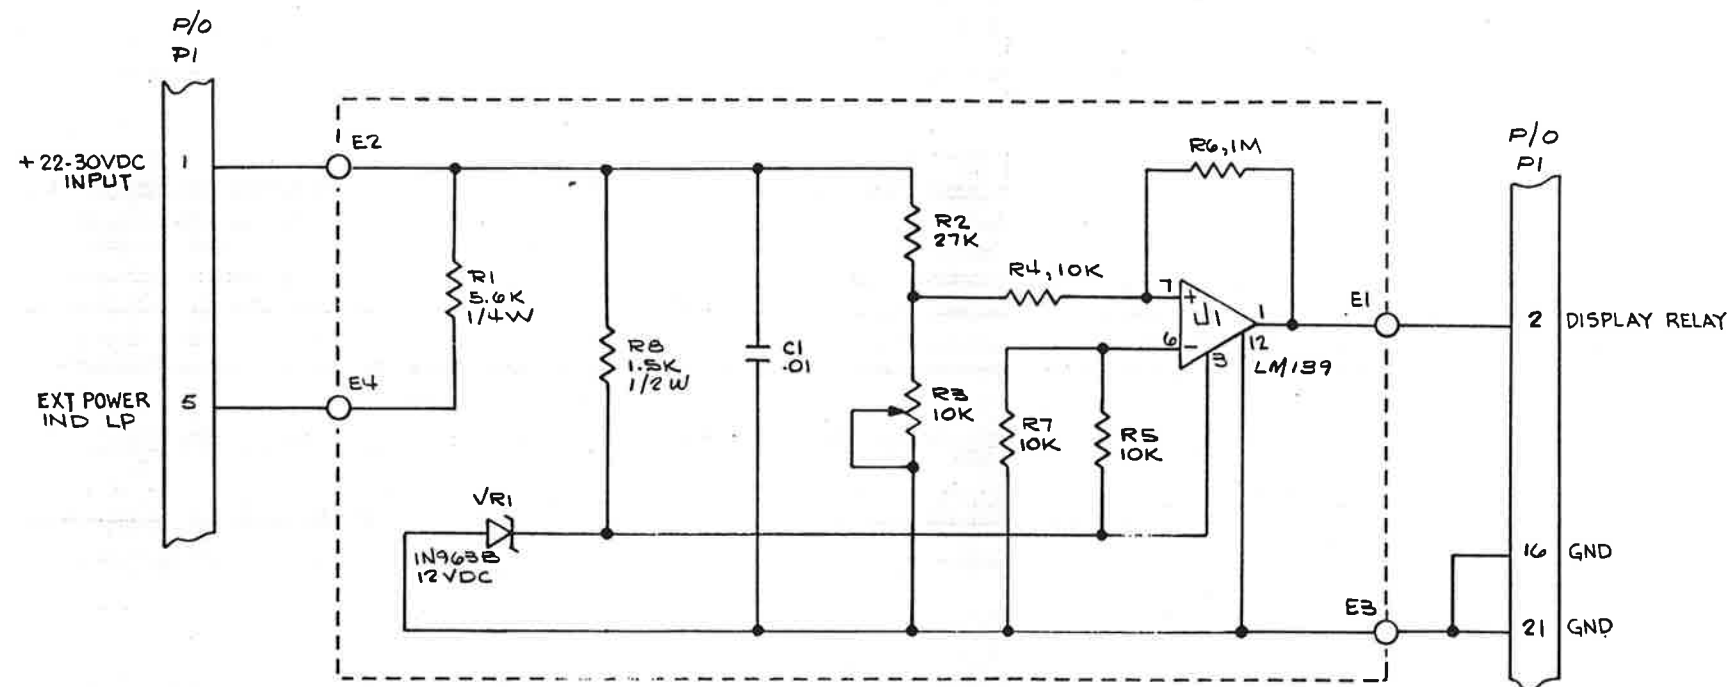 P/O
P1
+22-30VDC
INPUT
1
E2
R6, 1M
P/O
P1
R2
27K
R1
5.6K
1/4W
R4, 10K
7
+
U1
1
E1
2
DISPLAY RELAY
6
-
3
12
LM139
R8
1.5K
1/2W
C1
.01
EXT POWER
IND LP
5
E4
R3
10K
R7
10K
R5
10K
VR1
1N963B
12VDC
16
GND
E3
21
GND